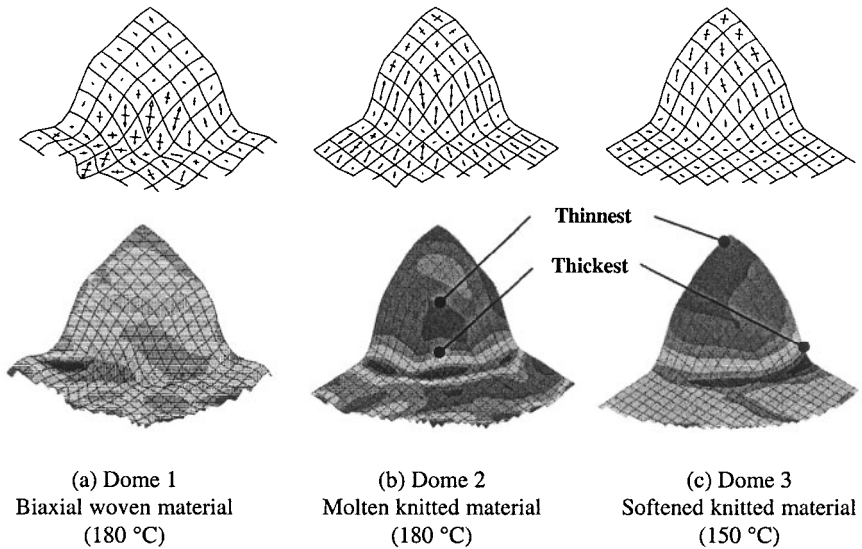 Thinnest
Thickest
(a) Dome 1
Biaxial woven material
(180 °C)
(b) Dome 2
Molten knitted material
(180 °C)
(c) Dome 3
Softened knitted material
(150 °C)